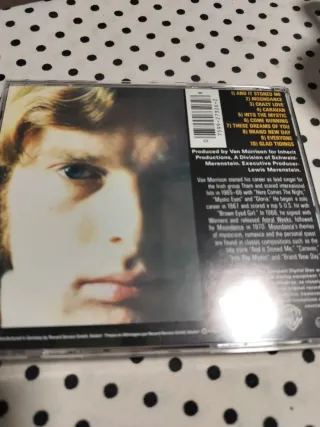 1) AND IT STONED ME
2) MOONDANCE
3) CRAZY LOVE
4) CARAVAN
5) INTO THE MYSTIC
6) COME RUNNING
7) THESE DREAMS OF YOU
8) BRAND NEW DAY
9) EVERYONE
10) GLAD TIDINGS
Produced by Van Morrison for Inherit
Productions, A Division of Schwaid-
Merenstein. Executive Producer:
Lewis Merenstein.
Van Morrison started his career as lead singer for
the Irish group Them and scored international
hits in 1965-66 with "Here Comes The Night,"
"Mystic Eyes" and "Gloria." He began a solo
career in 1967 and scored a top 5 U.S. hit with
"Brown Eyed Girl." In 1968, he signed with
Warners and released Astral Weeks, followed
by Moondance in 1970. Moondance's themes
of mysticism, romance and the personal quest
are found in classic compositions such as the
title track, "And It Stoned Me," "Caravan,"
"Into The Mystic" and "Brand New Day"